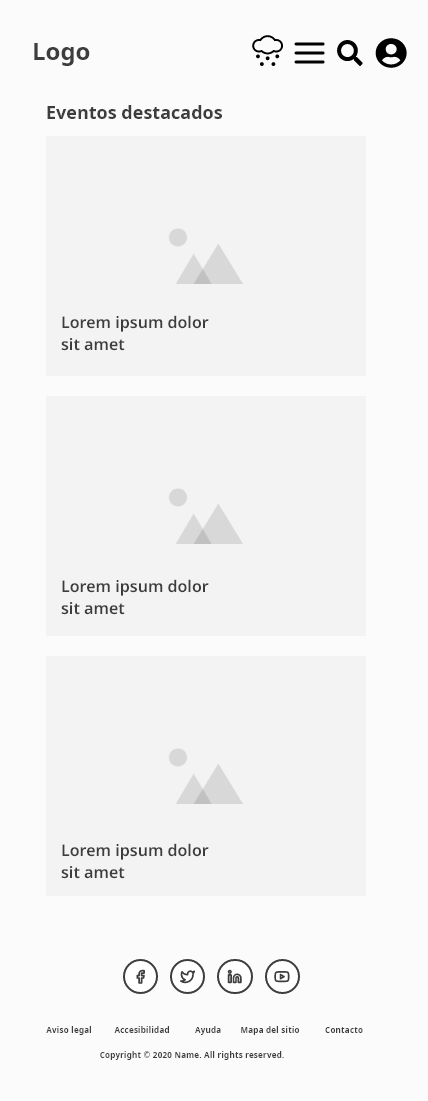 Logo
Eventos destacados
Lorem ipsum dolor
sit amet
Lorem ipsum dolor
sit amet
Lorem ipsum dolor
sit amet
Aviso legal Accesibilidad Ayuda Mapa del sitio Contacto
Copyright © 2020 Name. All rights reserved.